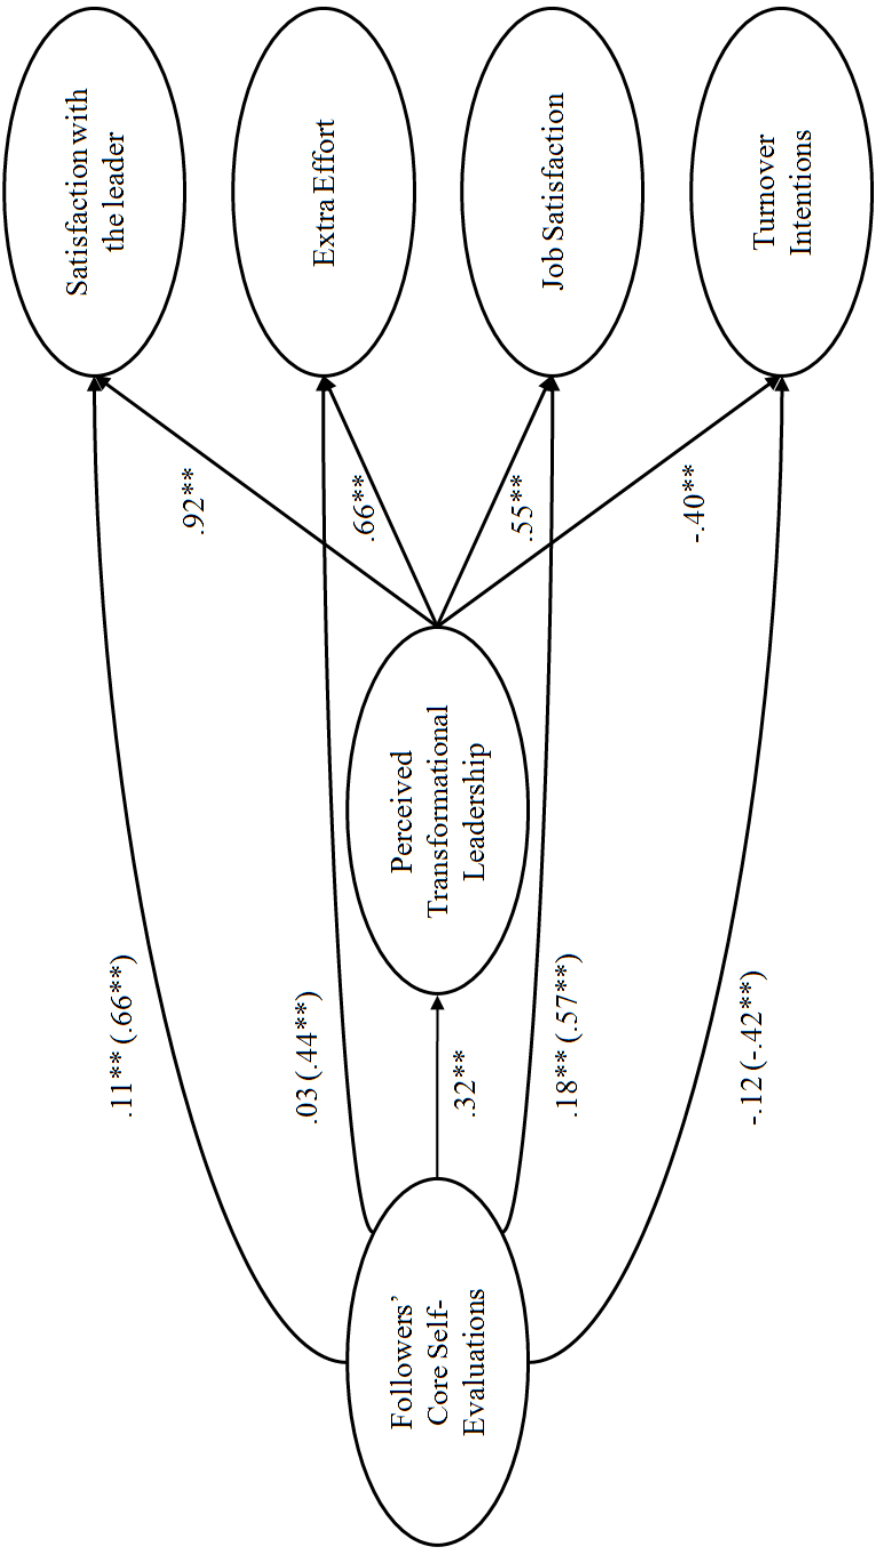 Followers’
Core Self-
Evaluations
Perceived
Transformational
Leadership
Satisfaction with
the leader
Extra Effort
Job Satisfaction
Turnover
Intentions
.11** (.66**)
.03 (.44**)
.32**
.18** (.57**)
-.12 (-.42**)
.92**
.66**
.55**
-.40**